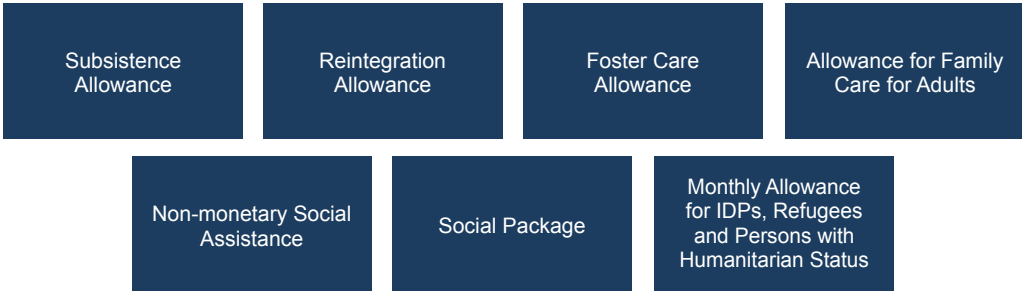 Subsistence
Allowance
Reintegration
Allowance
Foster Care
Allowance
Allowance for Family
Care for Adults
Non-monetary Social
Assistance
Social Package
Monthly Allowance
for IDPs, Refugees
and Persons with
Humanitarian Status